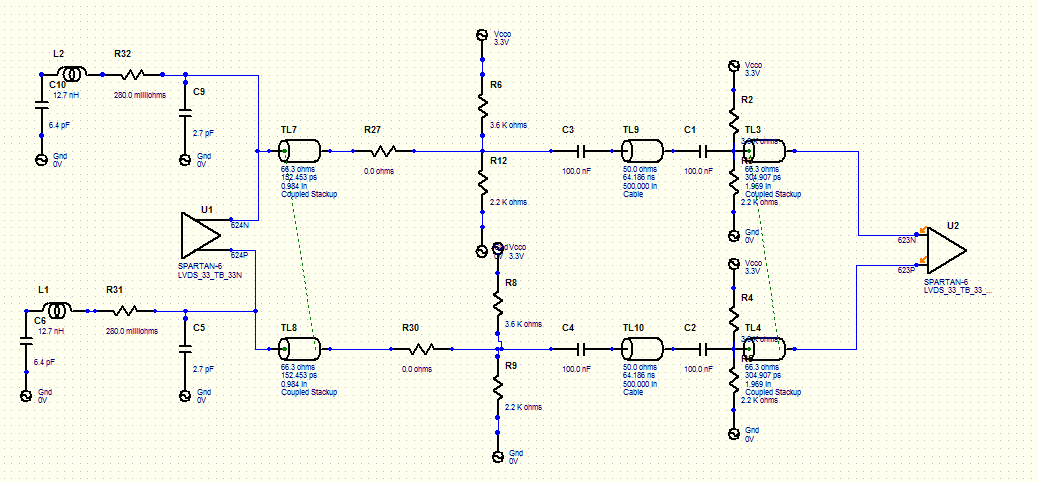 Vcco
3.3V
L2
R32
C10
12.7 nH
280.0 milliohms
C9
6.4 pF
2.7 pF
Gnd
0V
Gnd
0V
R6
3.6 K ohms
Vcco
3.3V
R2
TL7
66.3 ohms
152.453 ps
0.984 in
Coupled Stackup
R27
0.0 ohms
R12
2.2 K ohms
C3
100.0 nF
TL9
50.0 ohms
64.186 ns
500.000 in
Cable
C1
100.0 nF
TL3
66.3 ohms
304.907 ps
1.969 in
Coupled Stackup
2.2 K ohms
Gnd
0V
U1
624N
624P
SPARTAN-6
LVDS_33_TB_33N
Vcco
3.3V
U2
623N
623P
SPARTAN-6
LVDS_33_TB_33_...
Vcco
3.3V
L1
R31
C6
12.7 nH
280.0 milliohms
C5
6.4 pF
2.7 pF
Gnd
0V
Gnd
0V
R8
3.6 K ohms
R4
TL8
66.3 ohms
152.453 ps
0.984 in
Coupled Stackup
R30
0.0 ohms
R9
2.2 K ohms
C4
100.0 nF
TL10
50.0 ohms
64.186 ns
500.000 in
Cable
C2
100.0 nF
TL4
66.3 ohms
304.907 ps
1.969 in
Coupled Stackup
2.2 K ohms
Gnd
0V
Gnd
0V